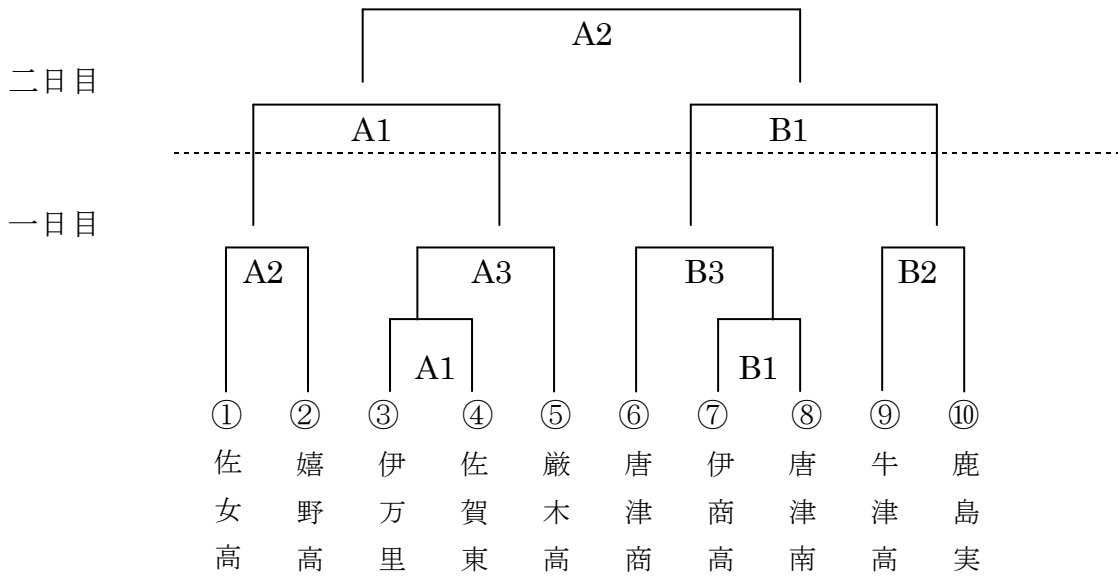 A2
二日目
A1 B1
一日目
A2 A3 B3 B2
A1 B1
① ② ③ ④ ⑤ ⑥ ⑦ ⑧ ⑨ ⑩
佐女高
嬉野高
伊万里
佐賀東
厳木高
唐津商
伊商高
唐津南
牛津高
鹿島実